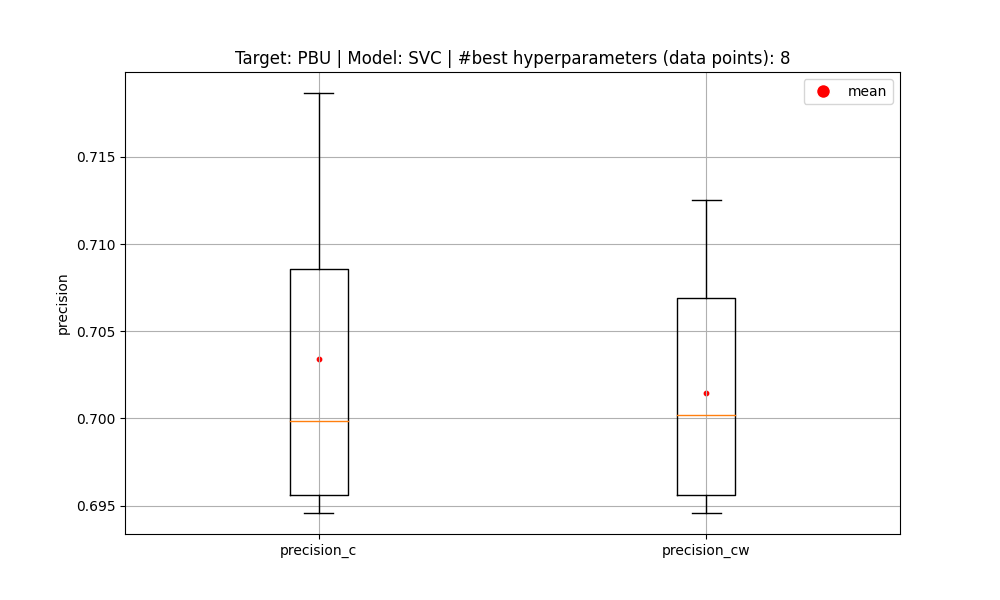 Target: PBU | Model: SVC | #best hyperparameters (data points): 8
mean
0.715
0.710
0.705
0.700
0.695
precision
precision_c
precision_cw